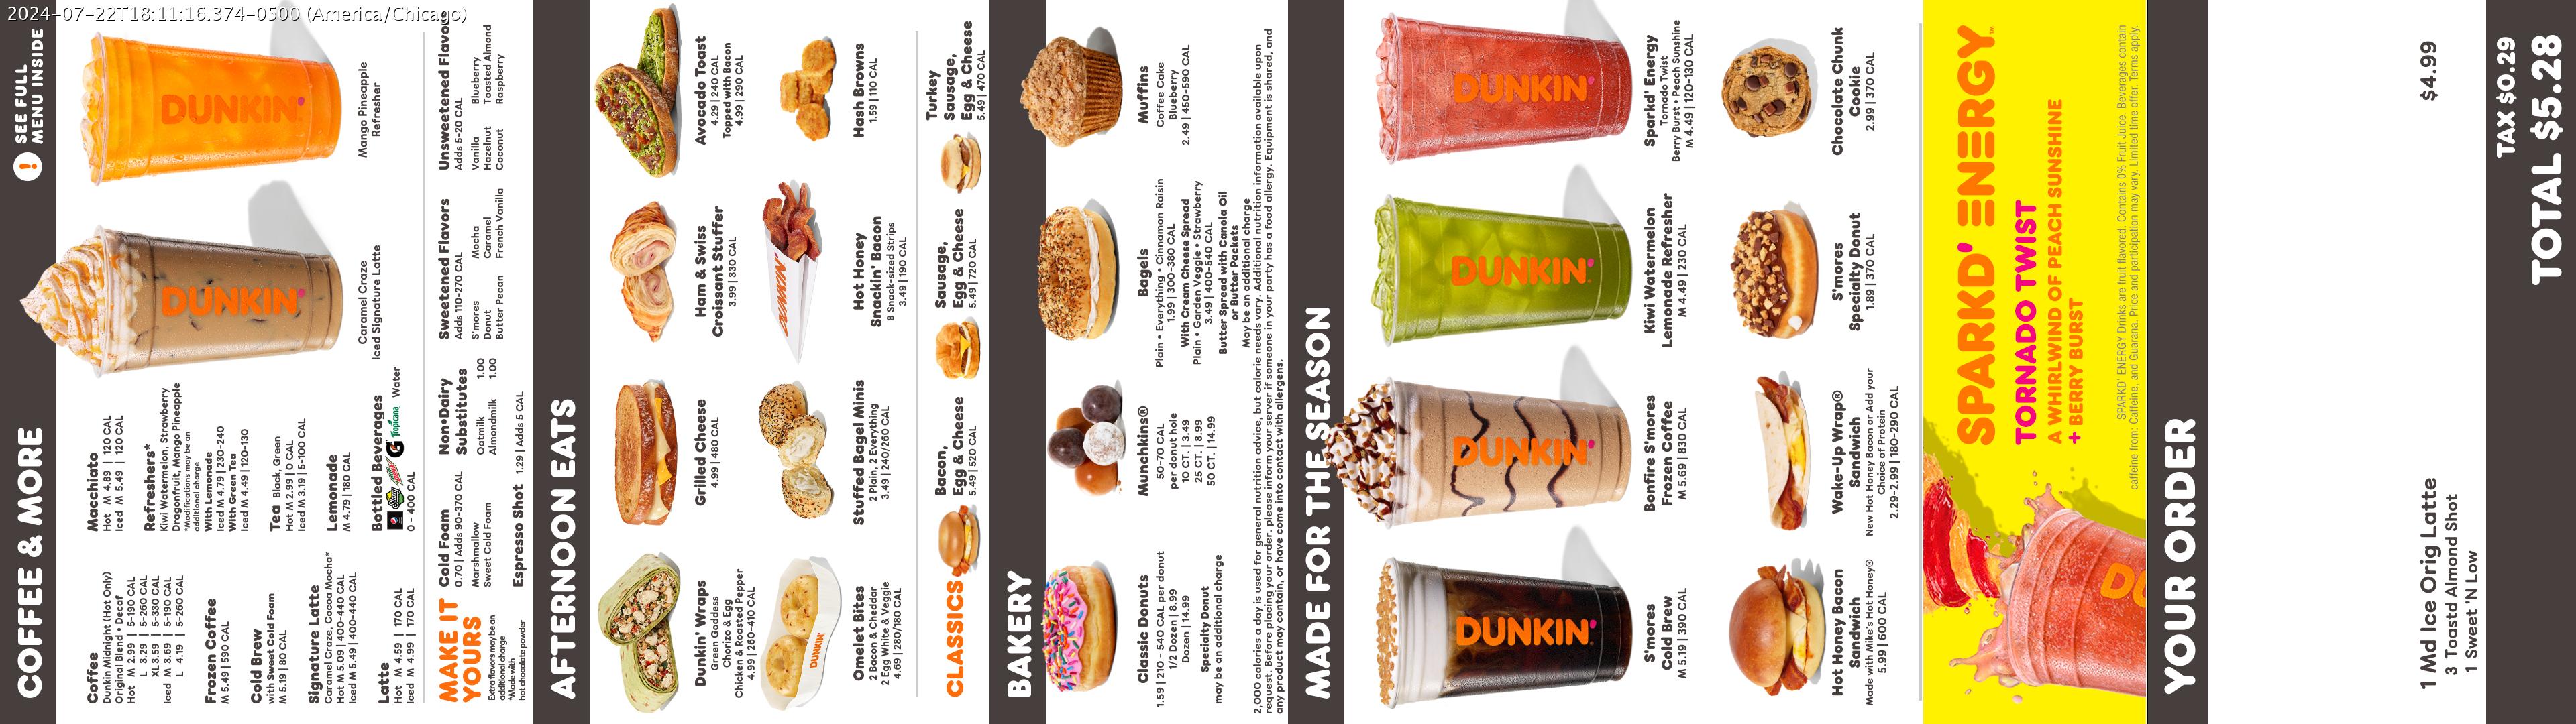 2024-07-22T18:11:16.374-0500 (America/Chicago)
COFFEE & MORE
! SEE FULL
MENU INSIDE
Coffee
Dunkin Midnight (Hot Only)
Original Blend • Decaf
Hot M 2.99 | 5-190 CAL
L 3.29 | 5-260 CAL
XL 3.59 | 5-330 CAL
Iced M 3.69 | 5-190 CAL
L 4.19 | 5-260 CAL
Frozen Coffee
M 5.49 | 590 CAL
Cold Brew
with Sweet Cold Foam
M 5.19 | 80 CAL
Signature Latte
Caramel Craze, Cocoa Mocha*
Hot M 5.09 | 400-440 CAL
Iced M 5.49 | 400-440 CAL
Latte
Hot M 4.59 | 170 CAL
Iced M 4.99 | 170 CAL
Macchiato
Hot M 4.89 | 120 CAL
Iced M 5.49 | 120 CAL
Refreshers*
Kiwi Watermelon, Strawberry
Dragonfruit, Mango Pineapple
*Modifications may be an
additional charge
With Lemonade
Iced M 4.79 | 230-240
With Green Tea
Iced M 4.49 | 120-130
Tea Black, Green
Hot M 2.99 | 0 CAL
Iced M 3.19 | 5-100 CAL
Lemonade
M 4.79 | 180 CAL
Bottled Beverages
Tropicana Water
0 - 400 CAL
DUNKIN'
Caramel Craze
Iced Signature Latte
DUNKIN'
Mango Pineapple
Refresher
MAKE IT
YOURS
Extra flavors may be an
additional charge
*Made with
hot chocolate powder
Cold Foam
0.70 | Adds 90-370 CAL
Marshmallow
Sweet Cold Foam
Espresso Shot 1.29 | Adds 5 CAL
Non•Dairy
Substitutes
Oatmilk 1.00
Almondmilk 1.00
Sweetened Flavors
Adds 110-270 CAL
S'mores Mocha
Donut Caramel
Butter Pecan French Vanilla
Unsweetened Flavors
Adds 5-20 CAL
Vanilla Blueberry
Hazelnut Toasted Almond
Coconut Raspberry
AFTERNOON EATS
Dunkin' Wraps
Green Goddess
Chorizo & Egg
Chicken & Roasted Pepper
4.99 | 260-410 CAL
Grilled Cheese
4.99 | 480 CAL
Ham & Swiss
Croissant Stuffer
3.99 | 330 CAL
Avocado Toast
4.29 | 240 CAL
Topped with Bacon
4.99 | 290 CAL
DUNKIN'
Omelet Bites
2 Bacon & Cheddar
2 Egg White & Veggie
4.69 | 280/180 CAL
Stuffed Bagel Minis
2 Plain, 2 Everything
3.49 | 240/260 CAL
DUNKIN'
Hot Honey
Snackin' Bacon
8 Snack-sized Strips
3.49 | 190 CAL
Hash Browns
1.59 | 110 CAL
CLASSICS
Bacon,
Egg & Cheese
5.49 | 520 CAL
Sausage,
Egg & Cheese
5.49 | 720 CAL
Turkey
Sausage,
Egg & Cheese
5.49 | 470 CAL
BAKERY
Classic Donuts
1.59 | 210 - 540 CAL per donut
1/2 Dozen | 8.99
Dozen | 14.99
Specialty Donut
may be an additional charge
Munchkins®
50-70 CAL
per donut hole
10 CT. | 3.49
25 CT. | 8.99
50 CT. | 14.99
Bagels
Plain • Everything • Cinnamon Raisin
1.99 | 300-380 CAL
With Cream Cheese Spread
Plain • Garden Veggie • Strawberry
3.49 | 400-540 CAL
Butter Spread with Canola Oil
or Butter Packets
May be an additional charge
Muffins
Coffee Cake
Blueberry
2.49 | 450-590 CAL
2,000 calories a day is used for general nutrition advice, but calorie needs vary. Additional nutrition information available upon
request. Before placing your order, please inform your server if someone in your party has a food allergy. Equipment is shared, and
any product may contain, or have come into contact with allergens.
MADE FOR THE SEASON
DUNKIN'
S'mores
Cold Brew
M 5.19 | 390 CAL
DUNKIN'
Bonfire S'mores
Frozen Coffee
M 5.69 | 830 CAL
DUNKIN'
Kiwi Watermelon
Lemonade Refresher
M 4.49 | 230 CAL
DUNKIN'
Sparkd' Energy
Tornado Twist
Berry Burst • Peach Sunshine
M 4.49 | 120-130 CAL
Hot Honey Bacon
Sandwich
Made with Mike's Hot Honey®
5.99 | 600 CAL
Wake-Up Wrap®
Sandwich
New Hot Honey Bacon or Add your
Choice of Protein
2.29-2.99 | 180-290 CAL
S'mores
Specialty Donut
1.89 | 370 CAL
Chocolate Chunk
Cookie
2.99 | 370 CAL
SPARKD' ENERGY™
TORNADO TWIST
A WHIRLWIND OF PEACH SUNSHINE
+ BERRY BURST
SPARKD' ENERGY Drinks are fruit flavored. Contains 0% Fruit Juice. Beverages contain
caffeine from: Caffeine, and Guarana. Price and participation may vary. Limited time offer. Terms apply.
YOUR ORDER
1 Md Ice Orig Latte $4.99
3 Toastd Almond Shot
1 Sweet 'N Low
TAX $0.29
TOTAL $5.28